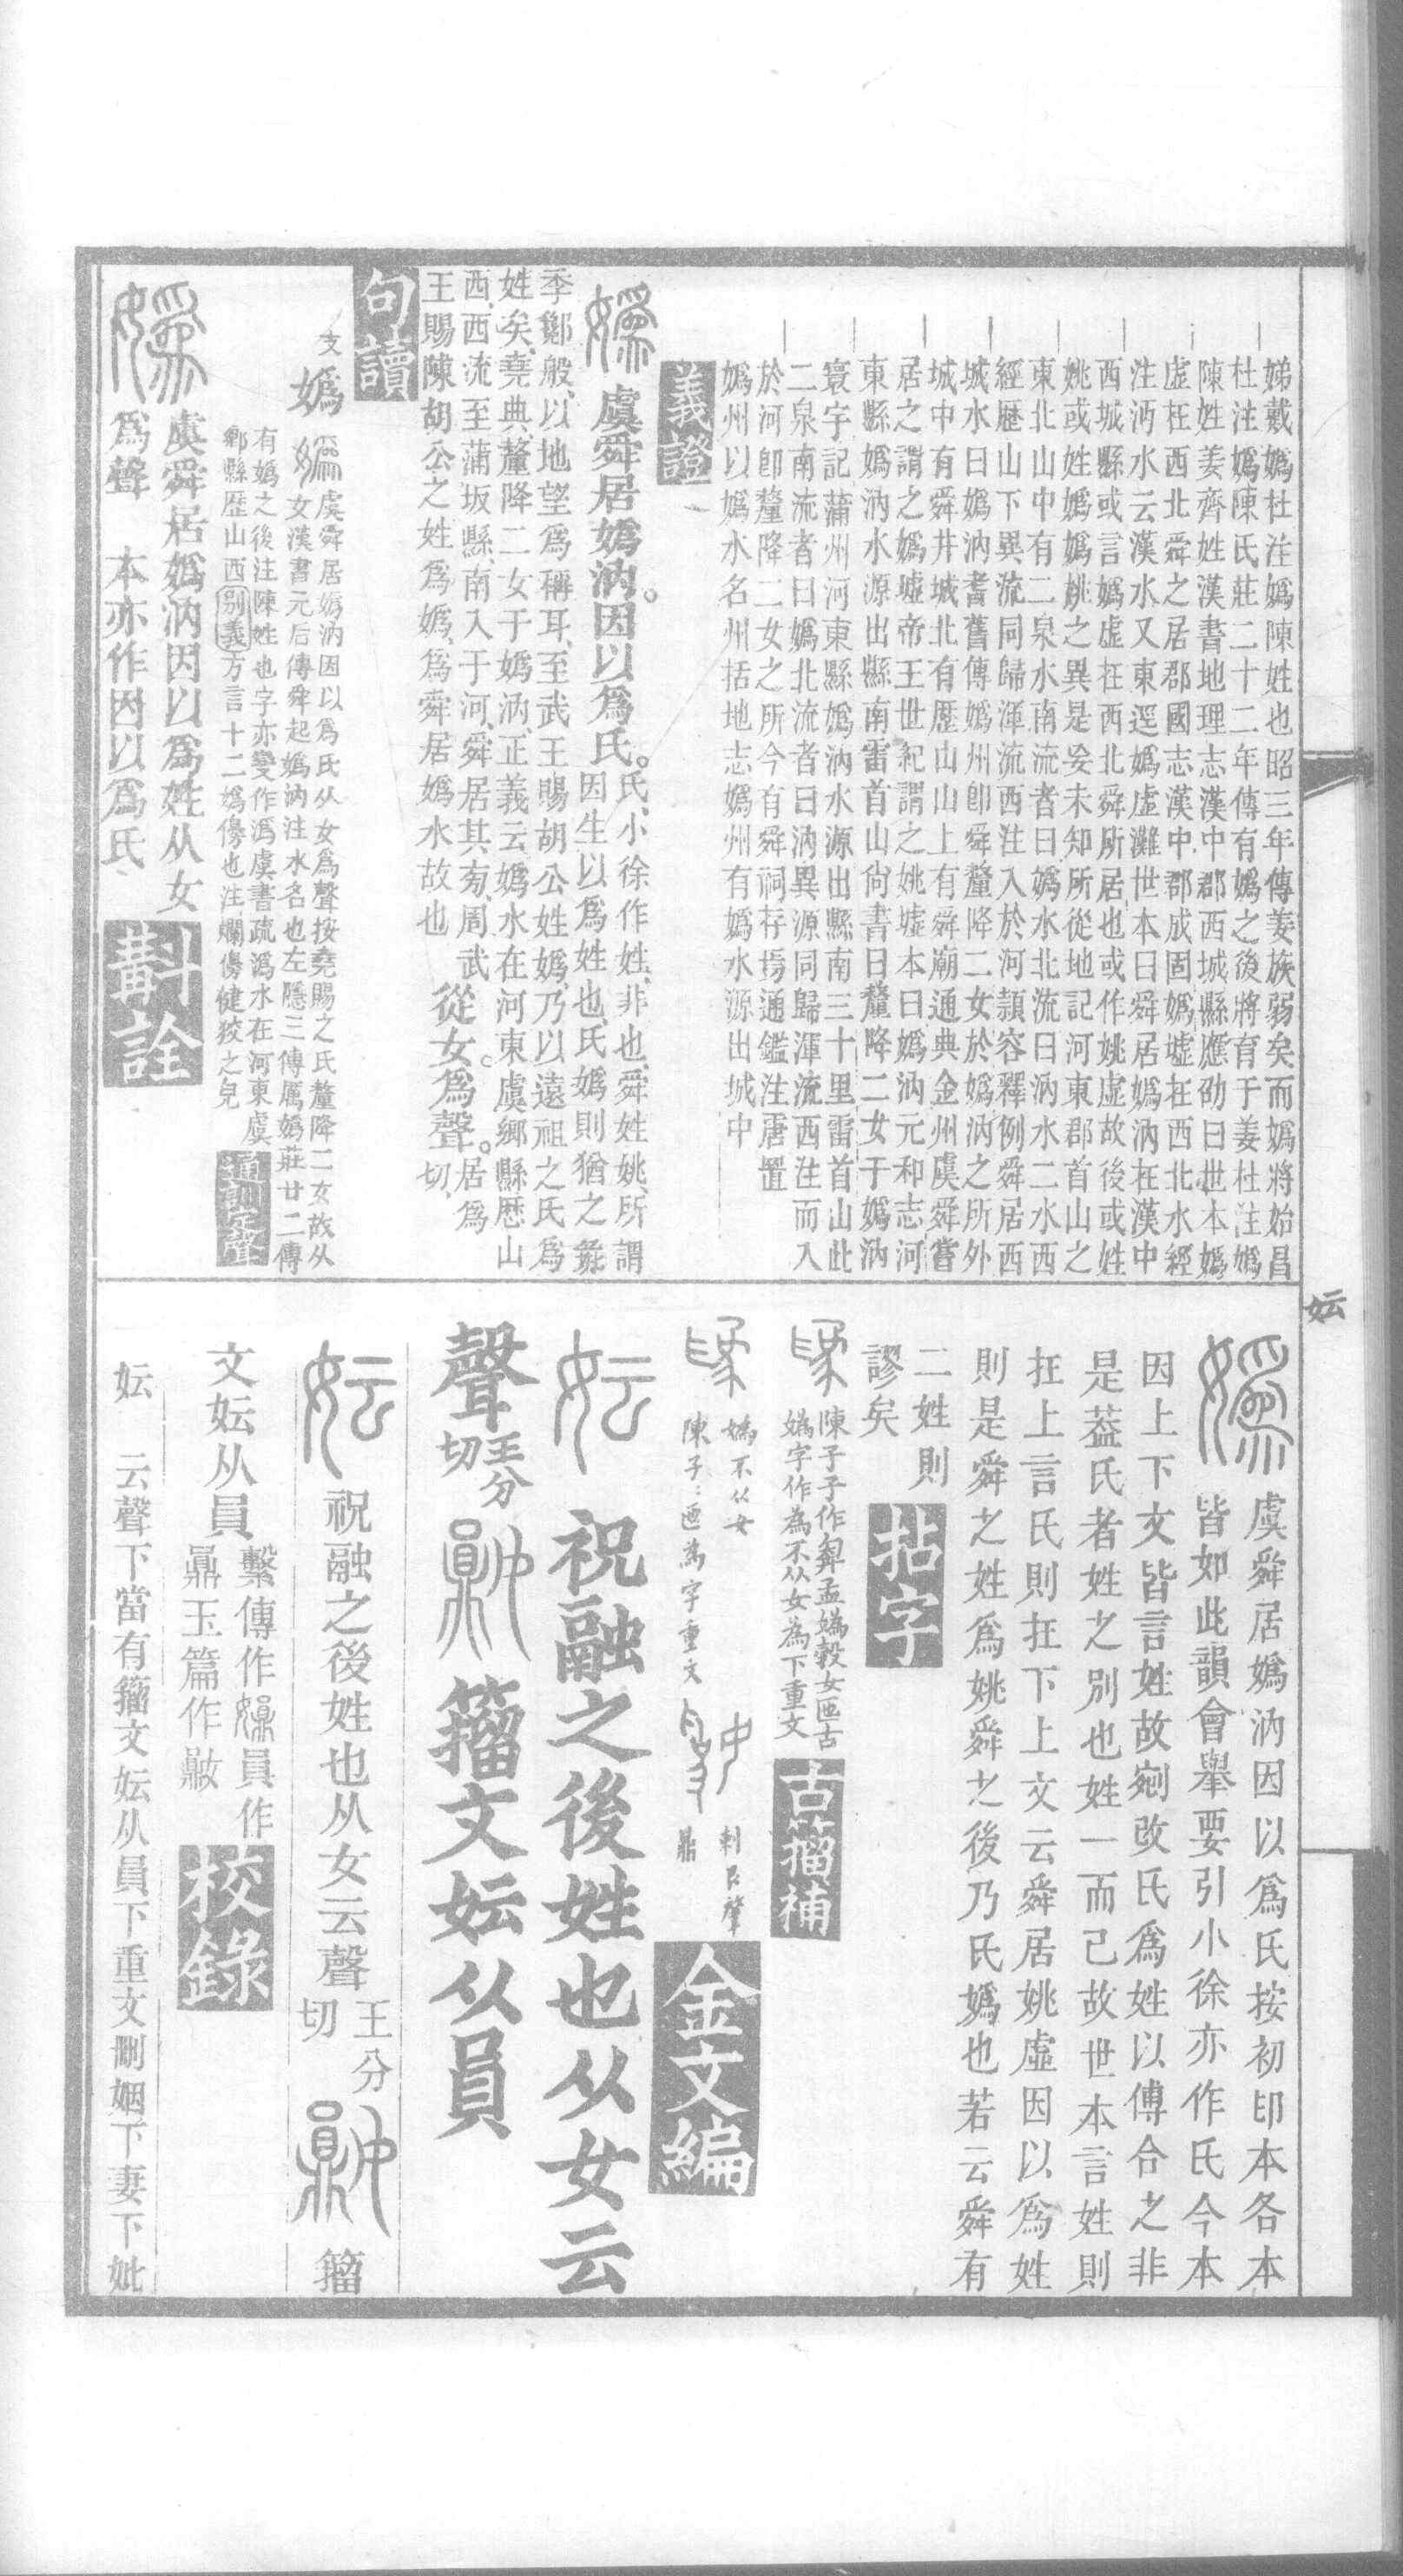 娣戴嬀杜注嬀陳姓也昭三年傳姜族弱矣而嬀將始昌
杜注嬀陳氏莊二十二年傳有嬀之後將育于姜杜注嬀
陳姓姜齊姓漢書地理志漢中郡西城縣應劭曰世本嬀
虛在西北舜之居郡國志漢中郡成固嬀墟在西北水經
注沔水云漢水又東逕嬀虛灘世本曰舜居嬀汭在漢中
西城縣或言嬀虛在西北舜所居也或作姚虛故後或姓
姚或姓嬀嬀姚之異是妄未知所從地記河東郡首山之
東北山中有二泉水南流者曰嬀水北流曰汭水二水西
經歷山下異流同歸渾流西注入於河潁容釋例舜居西
城水曰嬀汭耆舊傳嬀州卽舜釐降二女於嬀汭之所外
城中有舜井城北有歷山山上有舜廟通典金州虞舜嘗
居之謂之嬀墟帝王世紀謂之姚墟本曰嬀汭元和志河
東縣嬀汭水源出縣南雷首山尙書曰釐降二女于嬀汭
寰宇記蒲州河東縣嬀汭水源出縣南三十里雷首山此
二泉南流者曰嬀北流者曰汭異源同歸渾流西注而入
於河卽釐降二女之所今有舜祠存焉通鑑注唐置
嬀州以嬀水名州括地志嬀州有嬀水源出城中
義證
虞舜居嬀汭。因以爲氏。氏、小徐作姓、非也、舜姓姚、所謂
因生以爲姓也、氏嬀則猶之羋
季鄭般、以地望爲稱耳、至武王賜胡公姓嬀、乃以遠祖之氏爲
姓矣、堯典釐降二女于嬀汭、正義云嬀水在河東虞鄉縣歷山
西、西流至蒲坂縣、南入于河、舜居其旁、周武
王賜陳胡公之姓爲嬀、爲舜居嬀水故也
從女。爲聲。居爲切、
句讀
支
嬀
虞舜居嬀汭因以爲氏从女爲聲按堯賜之氏釐降二女故从
女漢書元后傳舜起嬀汭注水名也左隱三傳厲嬀莊廿二傳
有嬀之後注陳姓也字亦變作溈虞書疏溈水在河東虞
鄕縣歷山西別義方言十二嬀㑌也注爛㑌健狡之皃
通訓定聲
虞舜居嬀汭因以爲姓从女
爲聲　本亦作因以爲氏
斠詮
妘
虞舜居嬀汭因以爲氏按初印本各本
皆如此韻會舉要引小徐亦作氏今本
因上下文皆言姓故剜改氏爲姓以傅合之非
是葢氏者姓之別也姓一而已故世本言姓則
在上言氏則在下上文云舜居姚虛因以爲姓
則是舜之姓爲姚舜之後乃氏嬀也若云舜有
二姓則
謬矣
拈字
陳子子作𢍰孟嬀㝅女匜古
嬀字作為不从女為下重文
古籀補
嬀不从女
陳子=匜為字重文
金文編
祝融之後姓也从女云
聲王分切
籀文妘从員
祝融之後姓也从女云聲王分切
籀
文妘从員
員作
鼎玉篇作
校錄
妘　云聲下當有籀文妘从員下重文刪姻下妻下妣